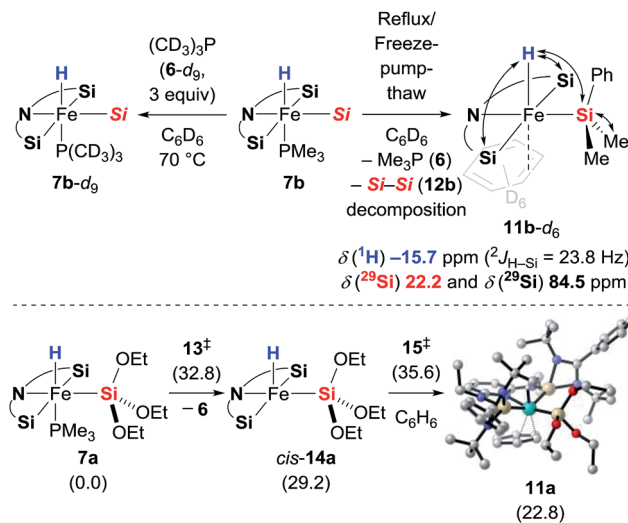 (CD3)3P
(6-d9,
3 equiv)
C6D6
70 °C
H
Si
N
Fe
Si
Si
P(CD3)3
7b-d9
H
Si
N
Fe
Si
Si
PMe3
7b
Reflux/
Freeze-
pump-
thaw
C6D6
– Me3P (6)
– Si–Si (12b)
decomposition
H
Si
Ph
N
Fe
Si
Si
Me
Me
D6
11b-d6
δ(1H) –15.7 ppm (2JH–Si = 23.8 Hz)
δ(29Si) 22.2 and δ(29Si) 84.5 ppm
H
Si
OEt
N
Fe
Si
Si
OEt
PMe3
OEt
7a
(0.0)
13‡
(32.8)
– 6
H
Si
OEt
N
Fe
Si
Si
OEt
OEt
cis-14a
(29.2)
15‡
(35.6)
C6H6
11a
(22.8)